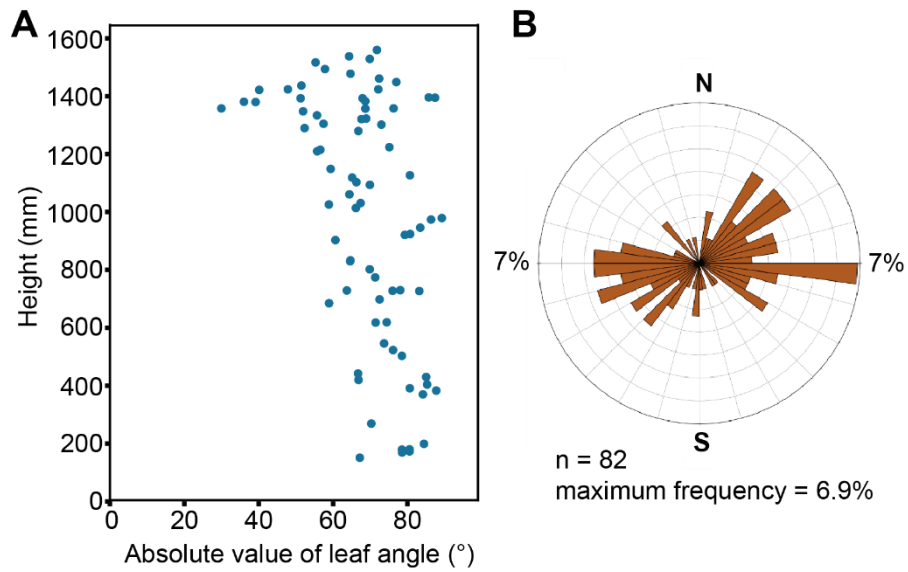 A
1600
1400
1200
1000
800
600
400
200
0
Height (mm)
0 20 40 60 80
Absolute value of leaf angle (°)
B
N
7% 7%
S
n = 82
maximum frequency = 6.9%